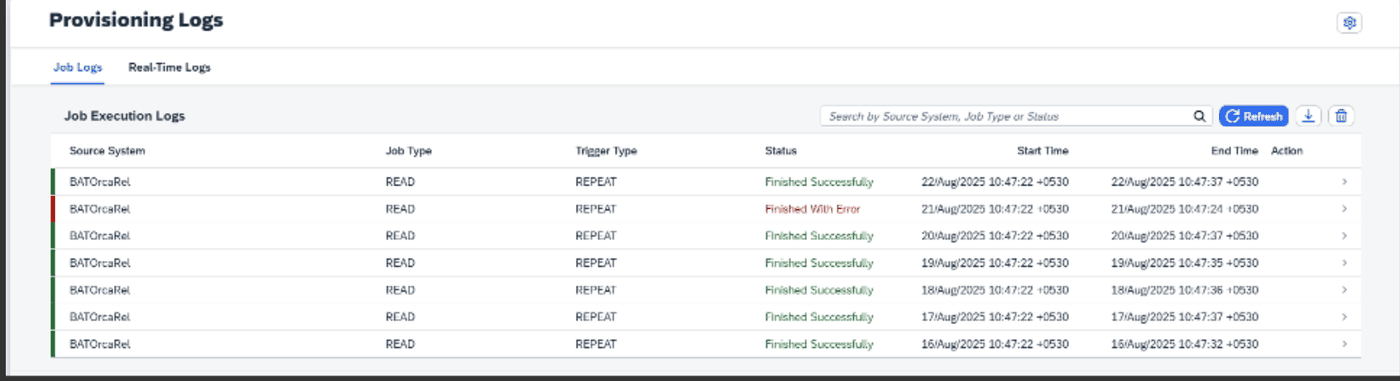 Provisioning Logs
Job Logs Real-Time Logs
Job Execution Logs Search by Source System, Job Type or Status Refresh
Source System Job Type Trigger Type Status Start Time End Time Action
BATOrcaRel READ REPEAT Finished Successfully 22/Aug/2025 10:47:22 +0530 22/Aug/2025 10:47:37 +0530
BATOrcaRel READ REPEAT Finished With Error 21/Aug/2025 10:47:22 +0530 21/Aug/2025 10:47:24 +0530
BATOrcaRel READ REPEAT Finished Successfully 20/Aug/2025 10:47:22 +0530 20/Aug/2025 10:47:37 +0530
BATOrcaRel READ REPEAT Finished Successfully 19/Aug/2025 10:47:22 +0530 19/Aug/2025 10:47:35 +0530
BATOrcaRel READ REPEAT Finished Successfully 18/Aug/2025 10:47:22 +0530 18/Aug/2025 10:47:36 +0530
BATOrcaRel READ REPEAT Finished Successfully 17/Aug/2025 10:47:22 +0530 17/Aug/2025 10:47:37 +0530
BATOrcaRel READ REPEAT Finished Successfully 16/Aug/2025 10:47:22 +0530 16/Aug/2025 10:47:32 +0530